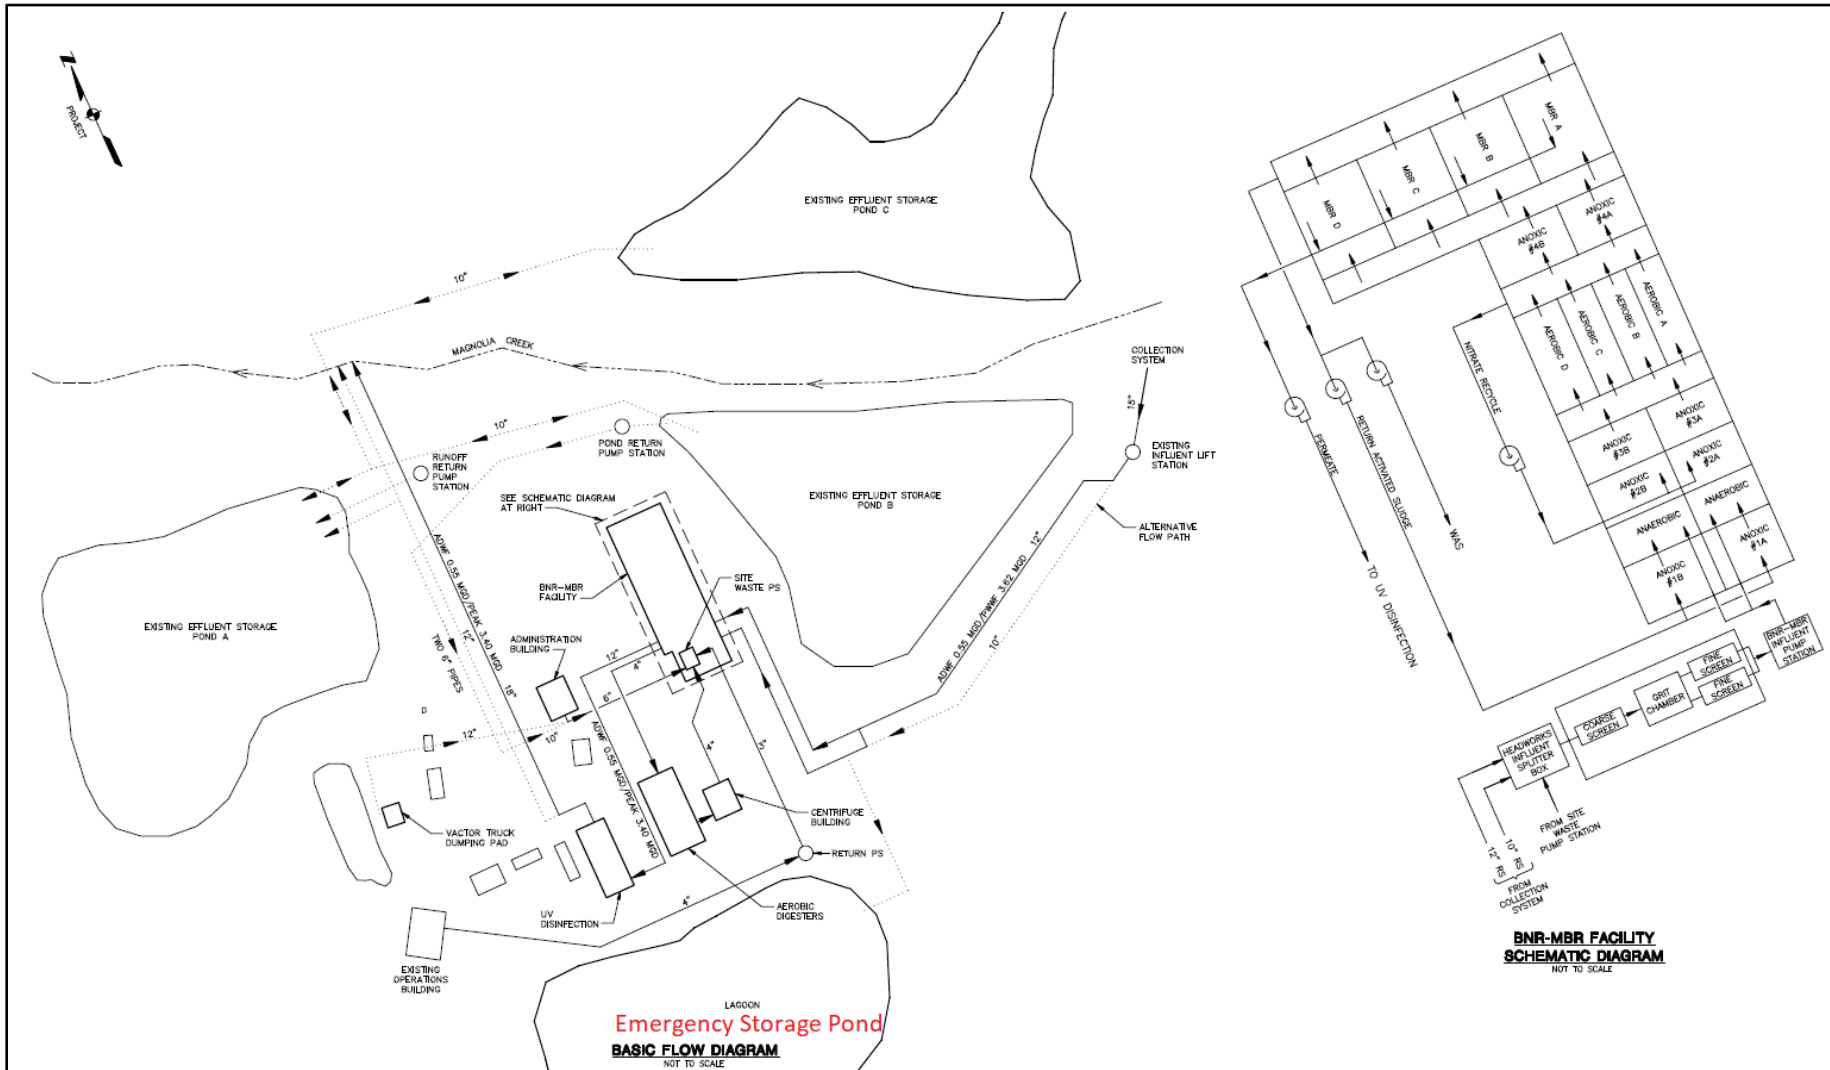 Z
PROJECT
EXISTING EFFLUENT STORAGE
POND C
10"
MAGNOLIA CREEK
COLLECTION
SYSTEM
15"
EXISTING
INFLUENT LIFT
STATION
10"
POND RETURN
PUMP STATION
RUNOFF
RETURN
PUMP
STATION
SEE SCHEMATIC DIAGRAM
AT RIGHT
EXISTING EFFLUENT STORAGE
POND B
ALTERNATIVE
FLOW PATH
ADWF 0.55 MGD/PEAK 3.40 MGD 18"
ADWF 0.55 MGD/PWWF 3.62 MGD 12"
10"
BNR-MBR
FACILITY
SITE
WASTE PS
EXISTING EFFLUENT STORAGE
POND A
TWO 6" PIPES
12"
ADMINISTRATION
BUILDING
12"
4"
6"
12"
10"
ADWF 0.55 MGD/PEAK 3.40 MGD
4"
CENTRIFUGE
BUILDING
VACTOR TRUCK
DUMPING PAD
RETURN PS
4"
UV
DISINFECTION
AEROBIC
DIGESTERS
EXISTING
OPERATIONS
BUILDING
LAGOON
Emergency Storage Pond
BASIC FLOW DIAGRAM
NOT TO SCALE
MBR A
MBR B
MBR C
MBR D
ANOXIC
#4A
ANOXIC
#4B
AEROBIC A
AEROBIC B
AEROBIC C
AEROBIC D
NITRATE RECYCLE
ANOXIC
#3A
ANOXIC
#3B
ANOXIC
#2A
ANOXIC
#2B
ANAEROBIC
ANAEROBIC
ANOXIC
#1A
ANOXIC
#1B
PERMEATE
RETURN ACTIVATED SLUDGE
WAS
TO UV DISINFECTION
BNR-MBR
INFLUENT
PUMP
STATION
FINE
SCREEN
FINE
SCREEN
GRIT
CHAMBER
COARSE
SCREEN
HEADWORKS
INFLUENT
SPLITTER
BOX
FROM SITE
WASTE
PUMP STATION
10" RS
12" RS
FROM
COLLECTION
SYSTEM
BNR-MBR FACILITY
SCHEMATIC DIAGRAM
NOT TO SCALE